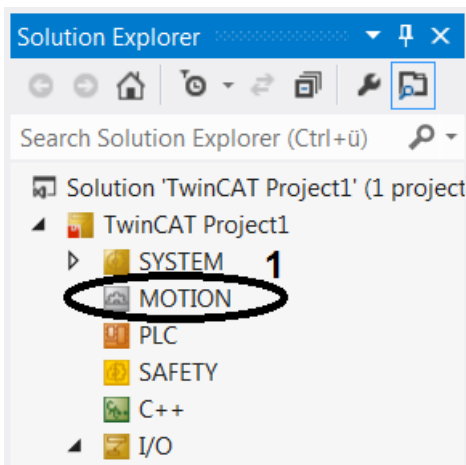 Solution Explorer
Search Solution Explorer (Ctrl+ü)
Solution 'TwinCAT Project1' (1 project
TwinCAT Project1
SYSTEM 1
MOTION
PLC
SAFETY
C++
I/O